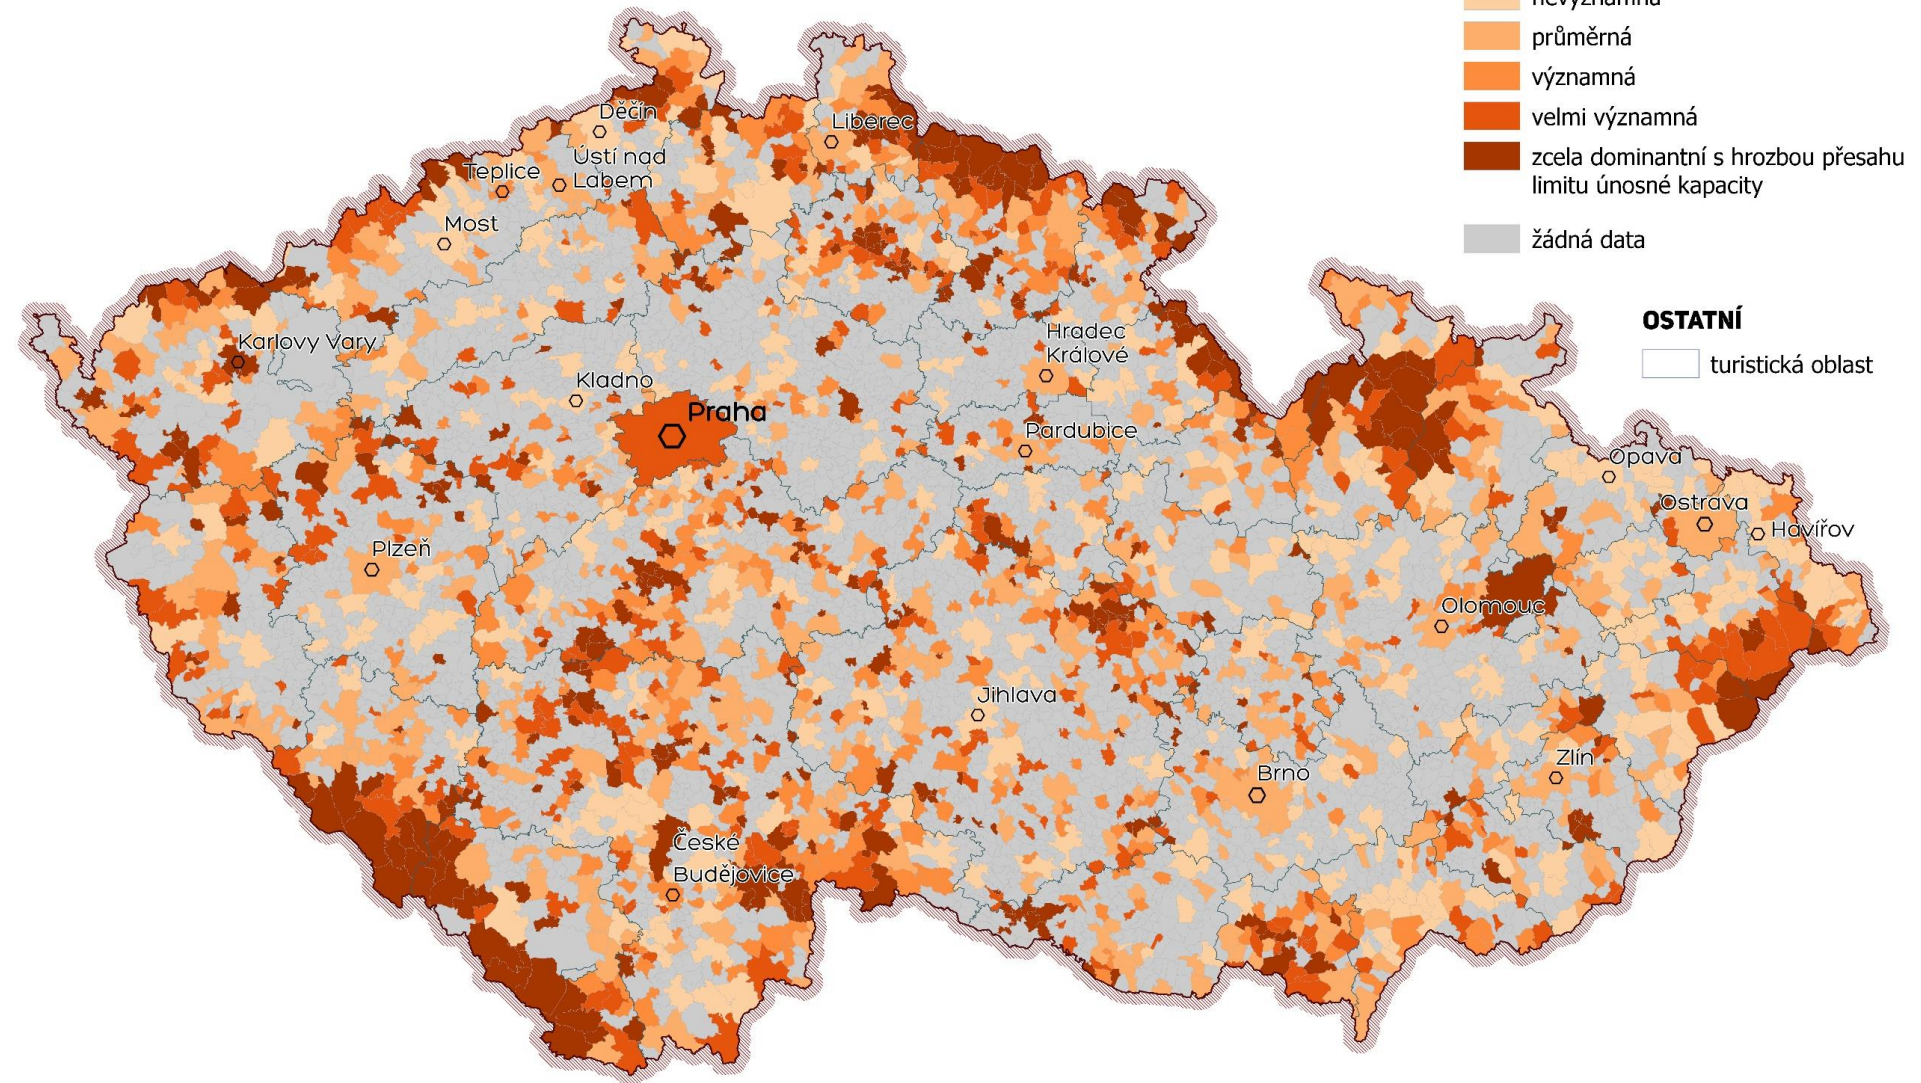 nevýznamná
průměrná
významná
velmi významná
zcela dominantní s hrozbou přesahu
limitu únosné kapacity
žádná data
OSTATNÍ
turistická oblast
Děčín
Liberec
Ústí nad
Labem
Teplice
Most
Karlovy Vary
Hradec
Králové
Kladno
Praha
Pardubice
Opava
Ostrava
Havířov
Plzeň
Olomouc
Jihlava
Zlín
Brno
České
Budějovice